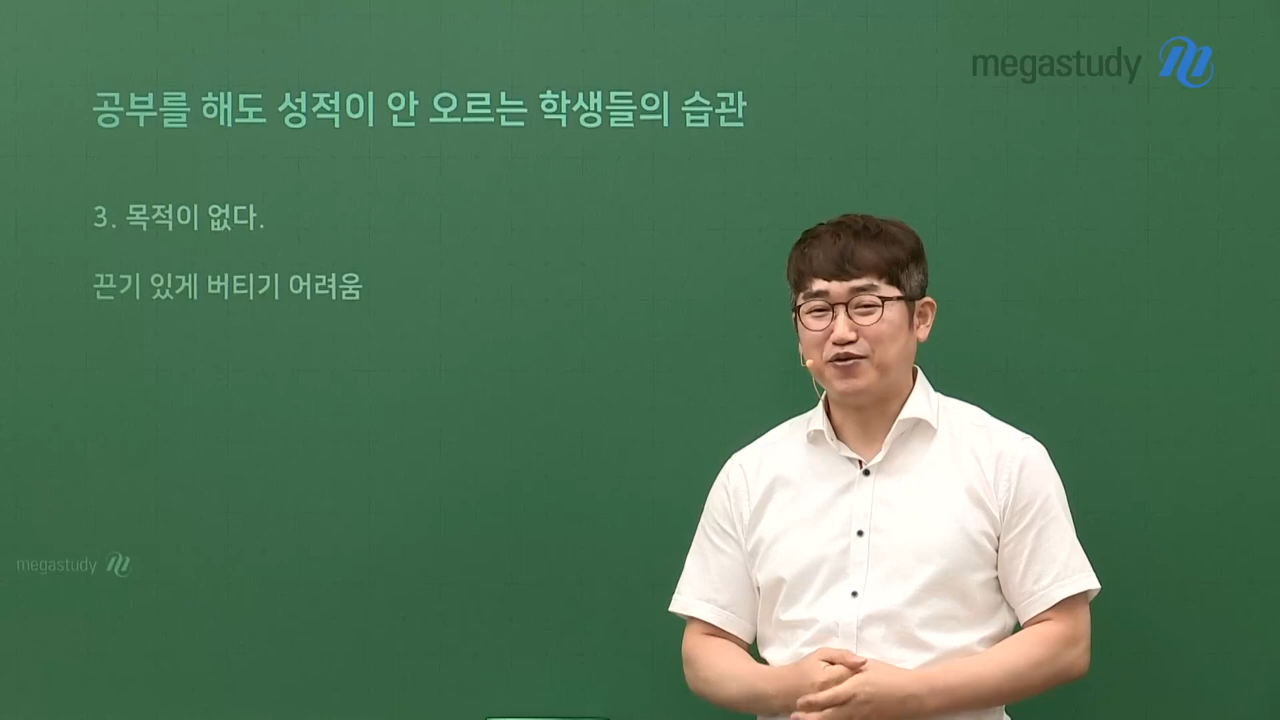 megastudy
공부를 해도 성적이 안 오르는 학생들의 습관
3. 목적이 없다.
끈기 있게 버티기 어려움
megastudy